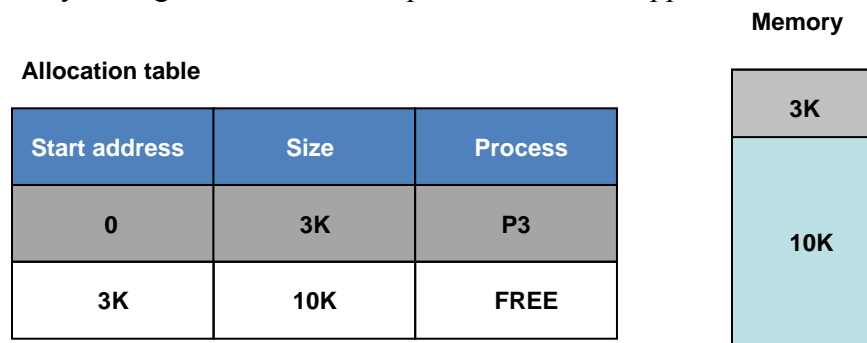 Memory
Allocation table
3K
Start address Size Process
0 3K P3
10K
3K 10K FREE